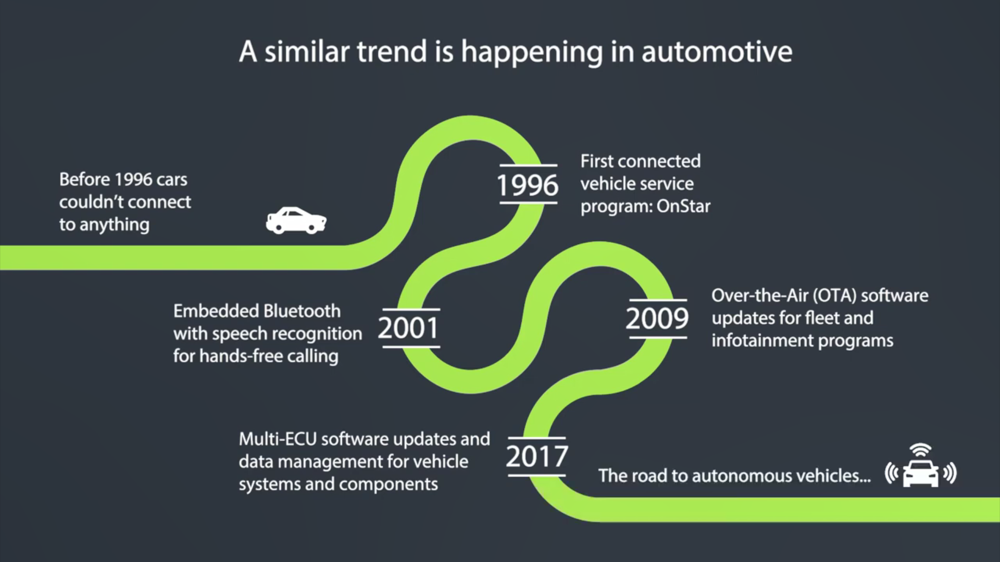 A similar trend is happening in automotive
Before 1996 cars
couldn't connect
to anything
1996
First connected
vehicle service
program: OnStar
Embedded Bluetooth
with speech recognition
for hands-free calling
2001
2009
Over-the-Air (OTA) software
updates for fleet and
infotainment programs
Multi-ECU software updates and
data management for vehicle
systems and components
2017
The road to autonomous vehicles...